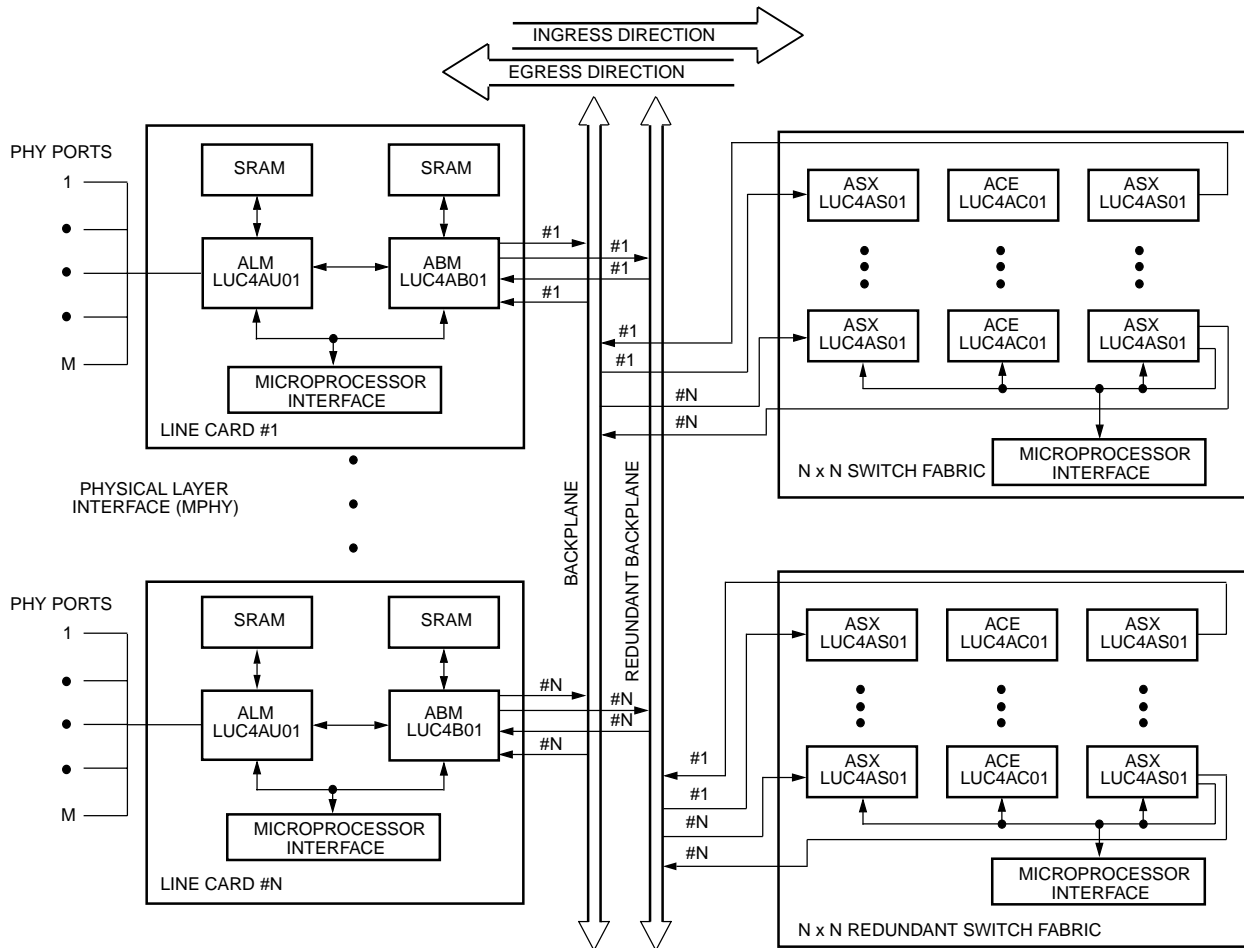 INGRESS DIRECTION
EGRESS DIRECTION
PHY PORTS
1
M
SRAM
SRAM
ALM
LUC4AU01
ABM
LUC4AB01
MICROPROCESSOR
INTERFACE
LINE CARD #1
#1
#1
#1
#1
PHYSICAL LAYER
INTERFACE (MPHY)
PHY PORTS
1
M
SRAM
SRAM
ALM
LUC4AU01
ABM
LUC4B01
MICROPROCESSOR
INTERFACE
LINE CARD #N
#N
#N
#N
#N
BACKPLANE
REDUNDANT BACKPLANE
#1
#1
#N
#N
ASX
LUC4AS01
ACE
LUC4AC01
ASX
LUC4AS01
ASX
LUC4AS01
ACE
LUC4AC01
ASX
LUC4AS01
MICROPROCESSOR
INTERFACE
N x N SWITCH FABRIC
#1
#1
#N
#N
ASX
LUC4AS01
ACE
LUC4AC01
ASX
LUC4AS01
ASX
LUC4AS01
ACE
LUC4AC01
ASX
LUC4AS01
MICROPROCESSOR
INTERFACE
N x N REDUNDANT SWITCH FABRIC